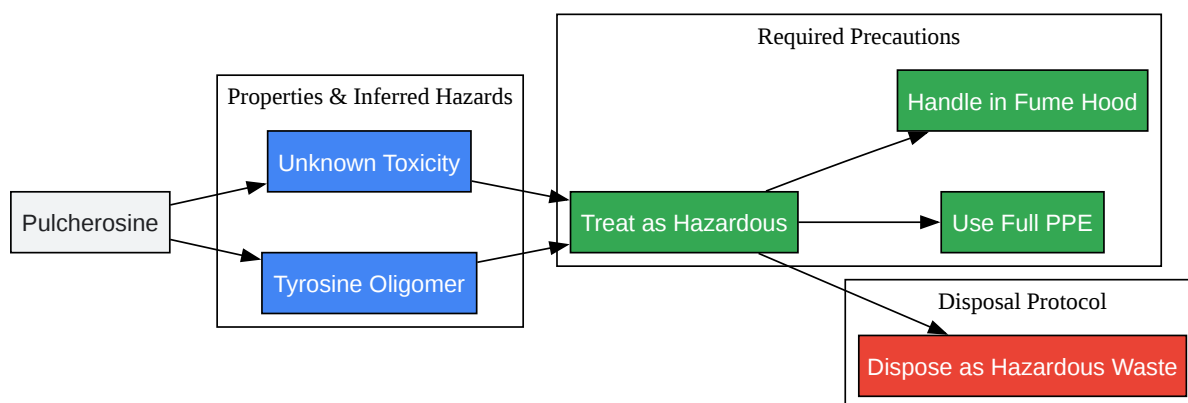 Required Precautions
Properties & Inferred Hazards
Handle in Fume Hood
Unknown Toxicity
Pulcherosine
Treat as Hazardous
Use Full PPE
Tyrosine Oligomer
Disposal Protocol
Dispose as Hazardous Waste